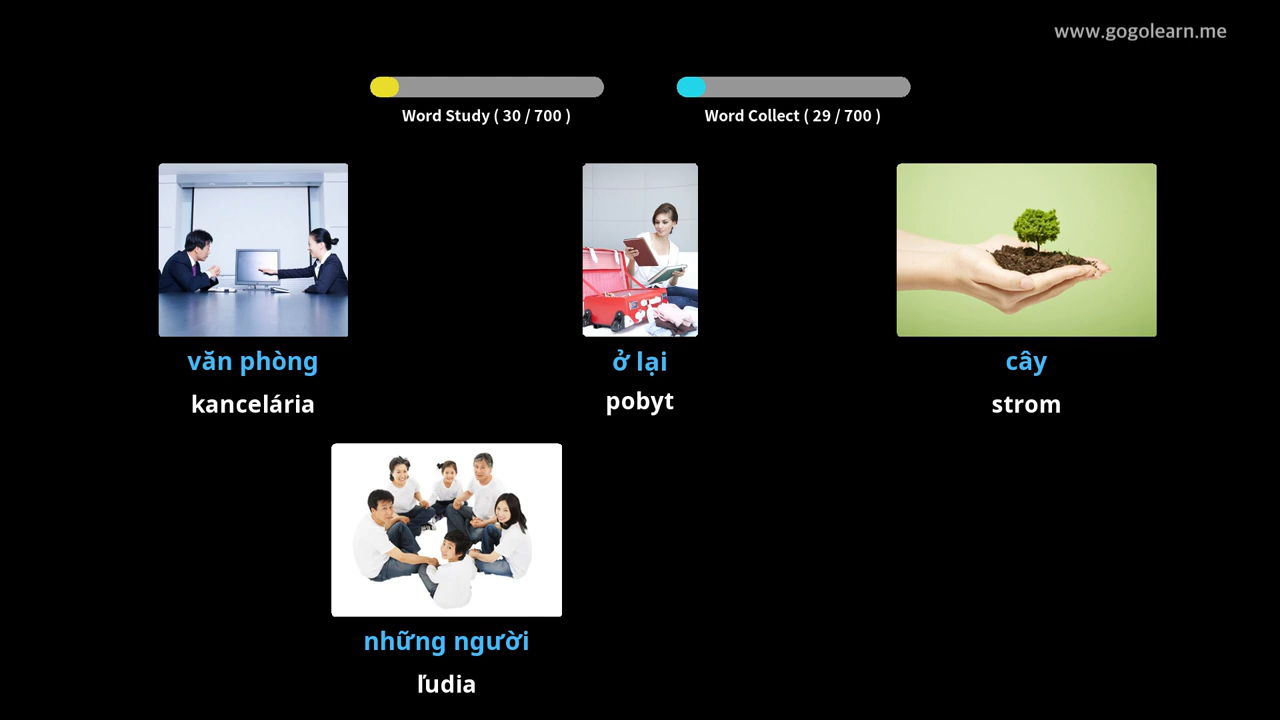 www.gogolearn.me
Word Study ( 30 / 700 )
Word Collect ( 29 / 700 )
văn phòng
kancelária
ở lại
pobyt
cây
strom
những người
ľudia